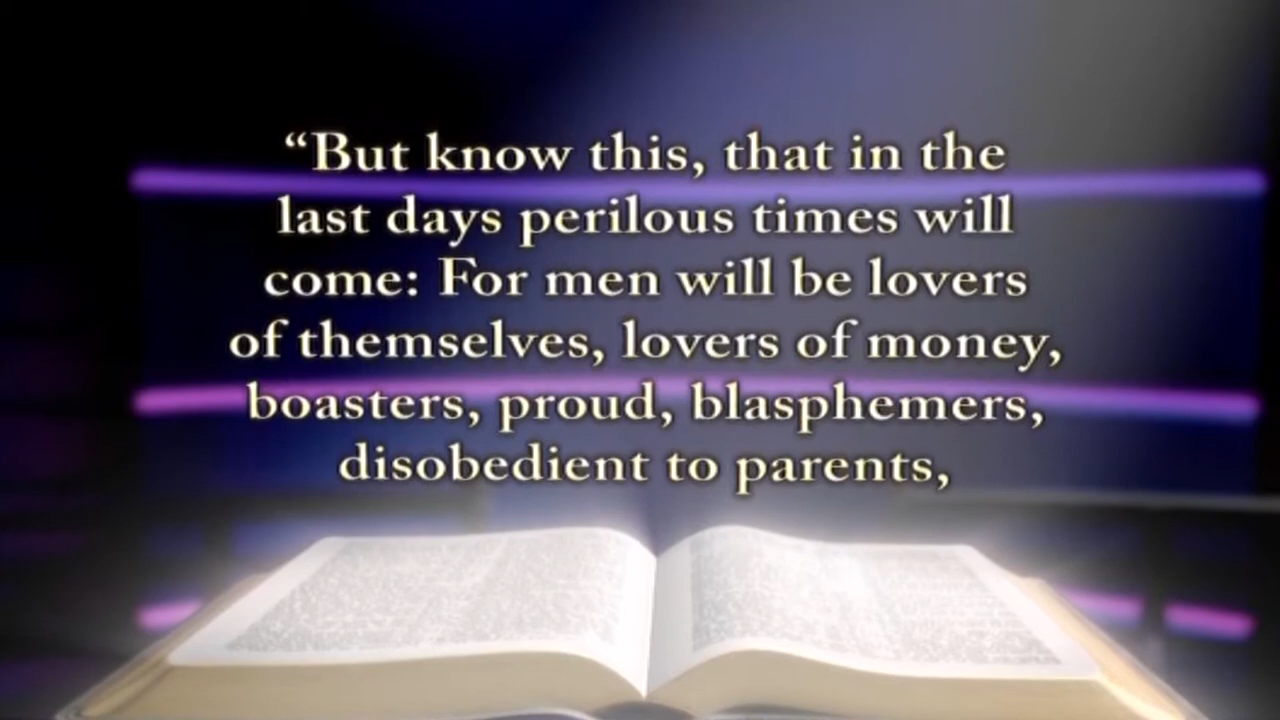 “But know this, that in the
last days perilous times will
come: For men will be lovers
of themselves, lovers of money,
boasters, proud, blasphemers,
disobedient to parents,